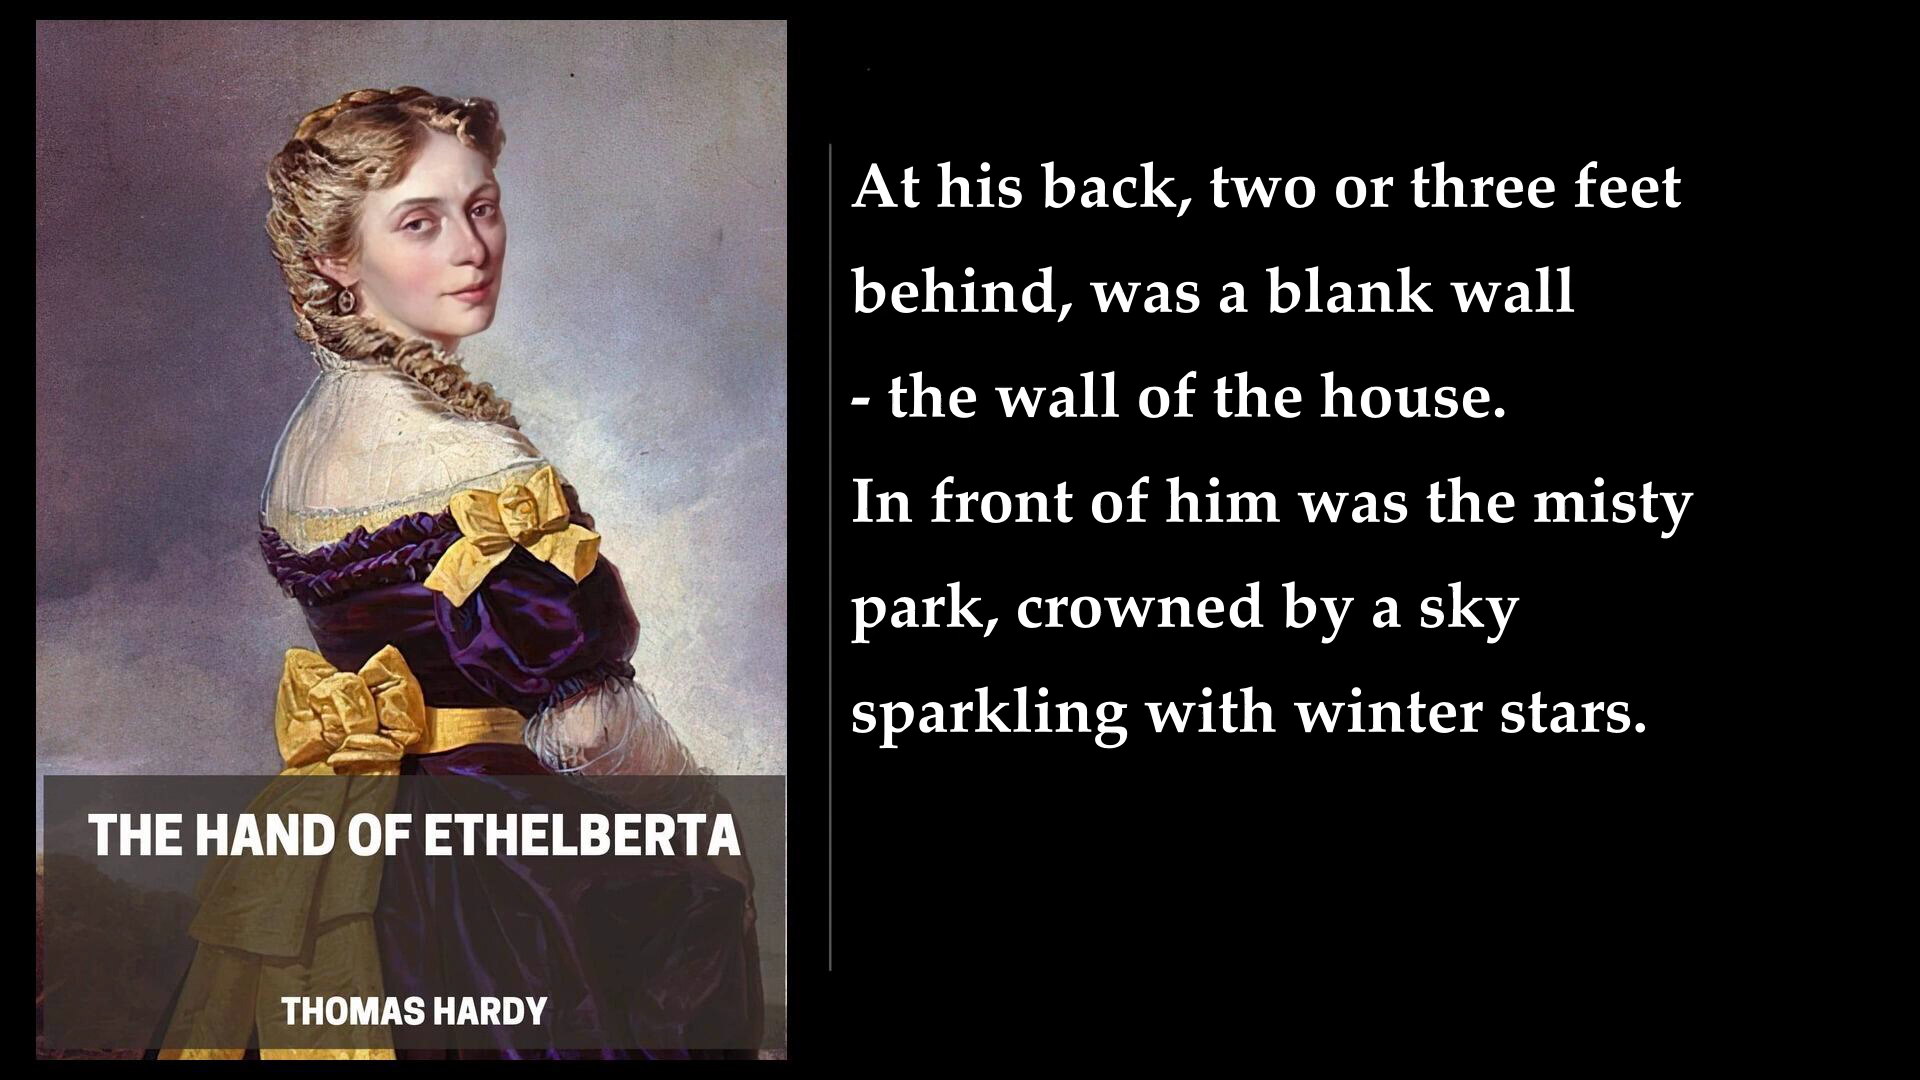 THE HAND OF ETHELBERTA
THOMAS HARDY
At his back, two or three feet
behind, was a blank wall
- the wall of the house.
In front of him was the misty
park, crowned by a sky
sparkling with winter stars.